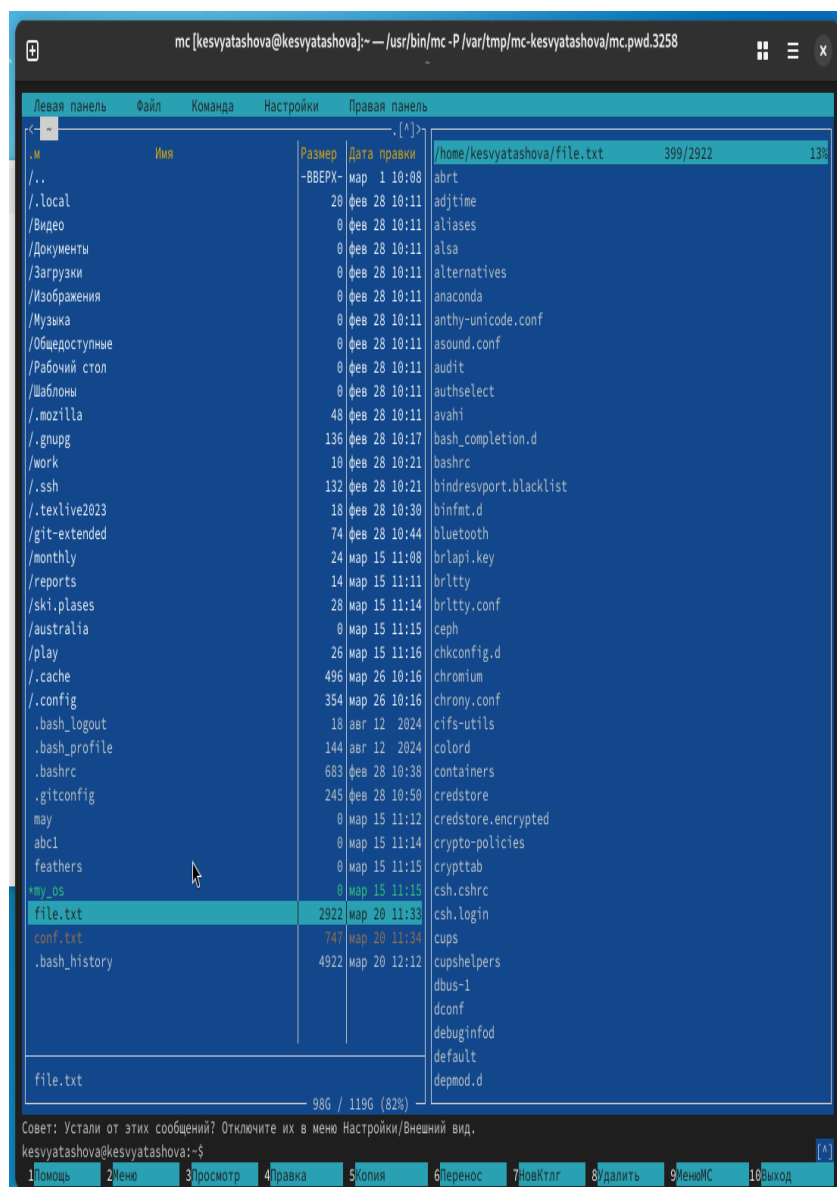 mc [kesvyatashova@kesvyatashova]:~ — /usr/bin/mc -P /var/tmp/mc-kesvyatashova/mc.pwd.3258
~
Левая панель Файл Команда Настройки Правая панель
<─ ~ .[^]>
.м Имя Размер Дата правки
/.. -ВВЕРХ- мар 1 10:08
/.local 20 фев 28 10:11
/Видео 0 фев 28 10:11
/Документы 0 фев 28 10:11
/Загрузки 0 фев 28 10:11
/Изображения 0 фев 28 10:11
/Музыка 0 фев 28 10:11
/Общедоступные 0 фев 28 10:11
/Рабочий стол 0 фев 28 10:11
/Шаблоны 0 фев 28 10:11
/.mozilla 48 фев 28 10:11
/.gnupg 136 фев 28 10:17
/work 10 фев 28 10:21
/.ssh 132 фев 28 10:21
/.texlive2023 18 фев 28 10:30
/git-extended 74 фев 28 10:44
/monthly 24 мар 15 11:08
/reports 14 мар 15 11:11
/ski.plases 28 мар 15 11:14
/australia 0 мар 15 11:15
/play 26 мар 15 11:16
/.cache 496 мар 26 10:16
/.config 354 мар 26 10:16
.bash_logout 18 авг 12 2024
.bash_profile 144 авг 12 2024
.bashrc 683 фев 28 10:38
.gitconfig 245 фев 28 10:50
may 0 мар 15 11:12
abc1 0 мар 15 11:14
feathers 0 мар 15 11:15
*my_os 0 мар 15 11:15
file.txt 2922 мар 20 11:33
conf.txt 747 мар 20 11:34
.bash_history 4922 мар 20 12:12
file.txt
98G / 119G (82%)
/home/kesvyatashova/file.txt 399/2922 13%
abrt
adjtime
aliases
alsa
alternatives
anaconda
anthy-unicode.conf
asound.conf
audit
authselect
avahi
bash_completion.d
bashrc
bindresvport.blacklist
binfmt.d
bluetooth
brlapi.key
brltty
brltty.conf
ceph
chkconfig.d
chromium
chrony.conf
cifs-utils
colord
containers
credstore
credstore.encrypted
crypto-policies
crypttab
csh.cshrc
csh.login
cups
cupshelpers
dbus-1
dconf
debuginfod
default
depmod.d
Совет: Устали от этих сообщений? Отключите их в меню Настройки/Внешний вид.
kesvyatashova@kesvyatashova:~$ [^]
1Помощь 2Меню 3Просмотр 4Правка 5Копия 6Перенос 7НовКтлг 8Удалить 9МенюMC 10Выход